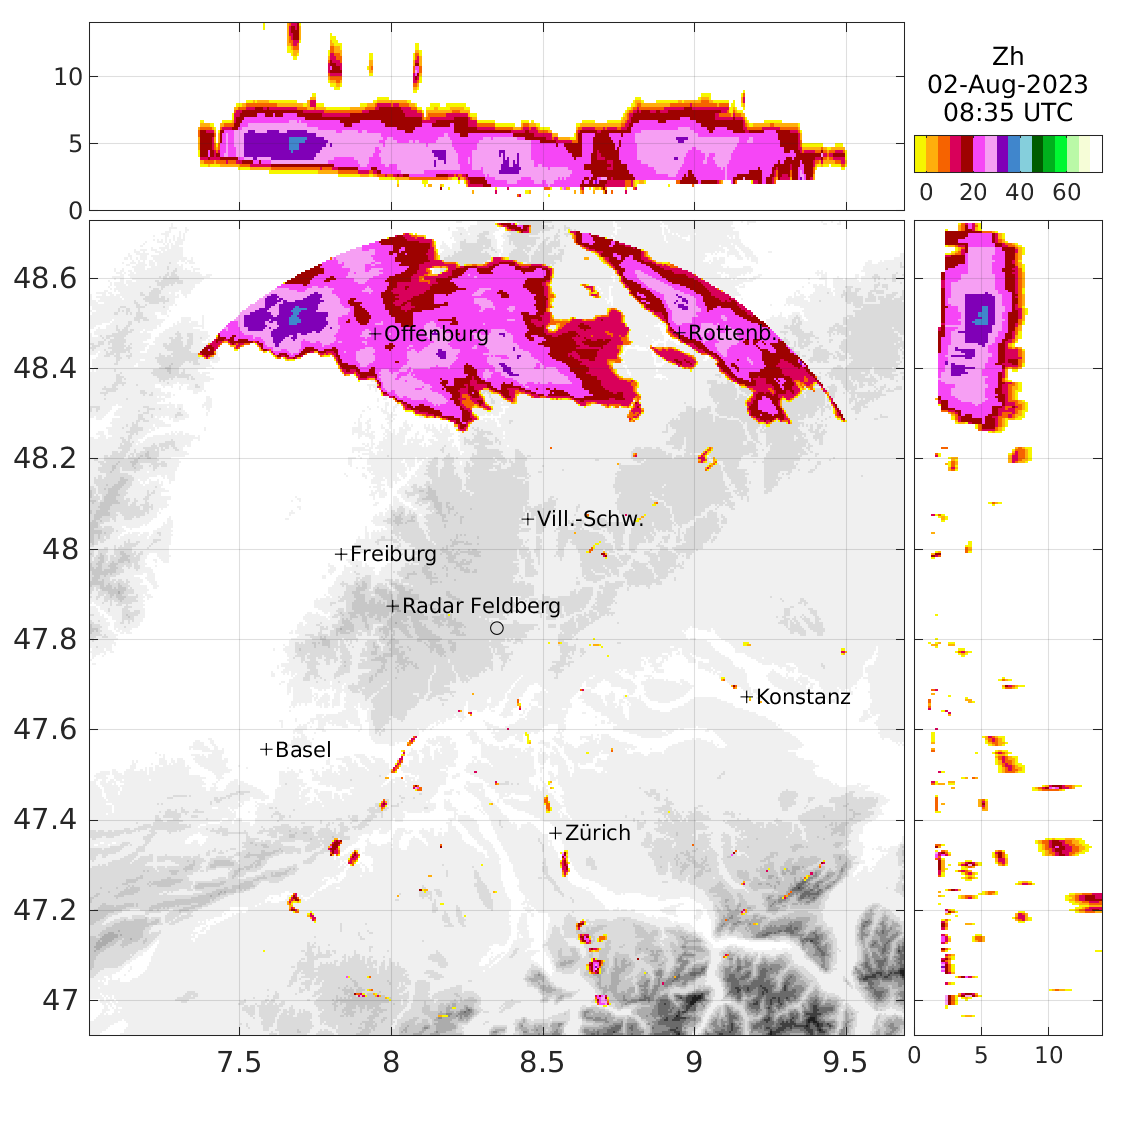 10
5
0
Zh
02-Aug-2023
08:35 UTC
0 20 40 60
48.6
48.4
48.2
48
47.8
47.6
47.4
47.2
47
Offenburg
Rottenb.
Vill.-Schw.
Freiburg
Radar Feldberg
Konstanz
Basel
Zürich
7.5 8 8.5 9 9.5
0 5 10